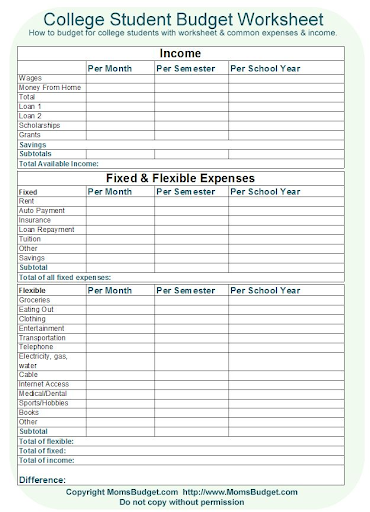 College Student Budget Worksheet
How to budget for college students with worksheet & common expenses & income.
Income
Per Month Per Semester Per School Year
Wages
Money From Home
Total
Loan 1
Loan 2
Scholarships
Grants
Savings
Subtotals
Total Available Income:
Fixed & Flexible Expenses
Fixed Per Month Per Semester Per School Year
Rent
Auto Payment
Insurance
Loan Repayment
Tuition
Other
Savings
Subtotal
Total of all fixed expenses:
Flexible Per Month Per Semester Per School Year
Groceries
Eating Out
Clothing
Entertainment
Transportation
Telephone
Electricity, gas,
water
Cable
Internet Access
Medical/Dental
Sports/Hobbies
Books
Other
Subtotal
Total of flexible:
Total of fixed:
Total of income:
Difference:
Copyright MomsBudget.com http://www.MomsBudget.com
Do not copy without permission